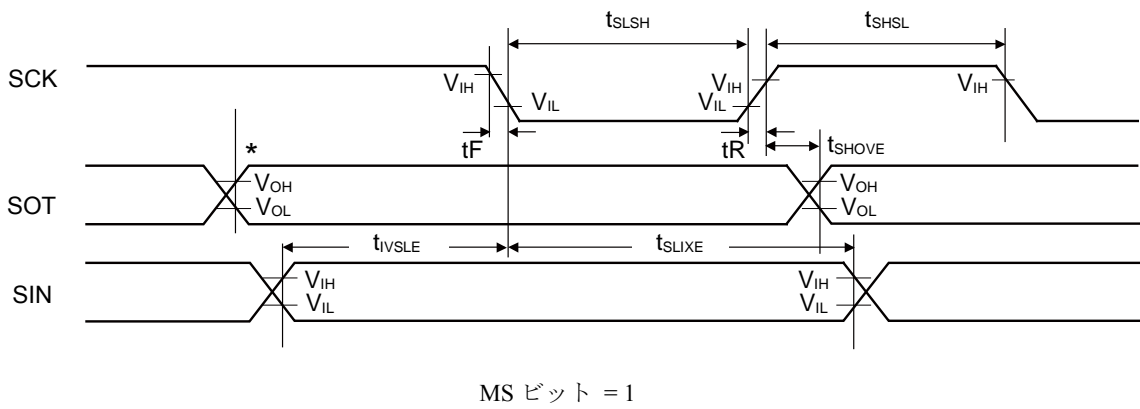 tSLSH tSHSL
SCK VIH VIL VIH VIL VIH
tF tR tSHOVE
*
SOT VOH VOL VOH VOL
tIVSLE tSLIXE
SIN VIH VIL VIH VIL
MS ビット = 1